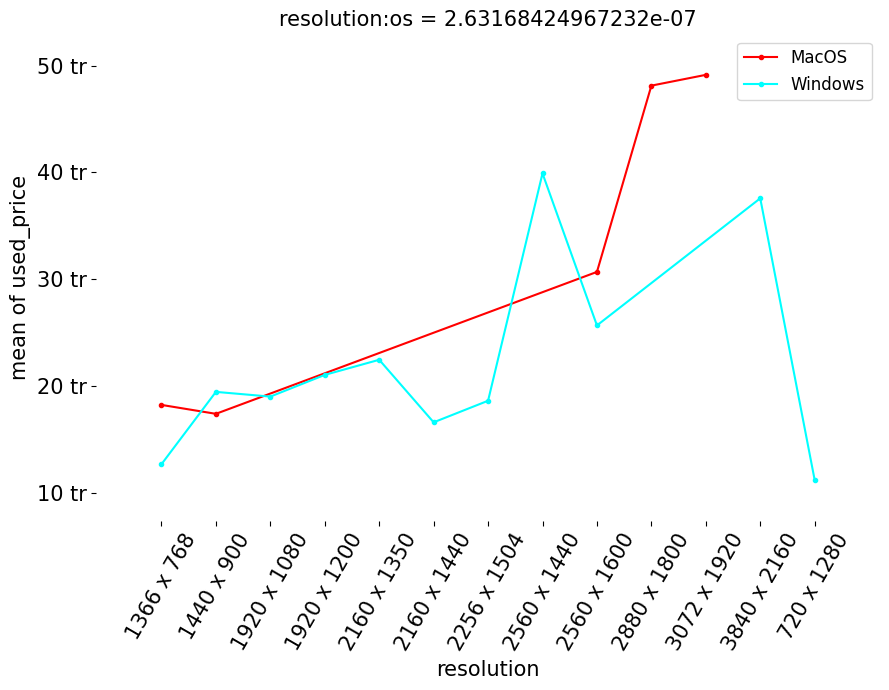 resolution:os = 2.63168424967232e-07
MacOS
Windows
50 tr
40 tr
30 tr
20 tr
10 tr
mean of used_price
1366 x 768
1440 x 900
1920 x 1080
1920 x 1200
2160 x 1350
2160 x 1440
2256 x 1504
2560 x 1440
2560 x 1600
2880 x 1800
3072 x 1920
3840 x 2160
720 x 1280
resolution